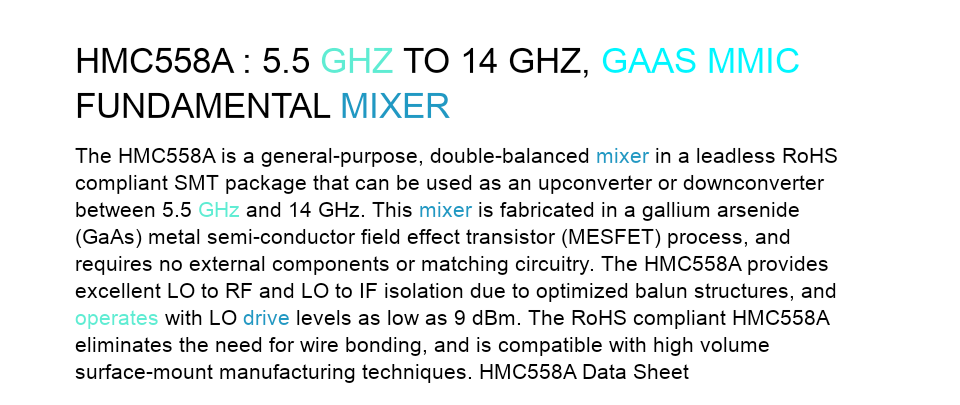 HMC558A : 5.5 GHZ TO 14 GHZ, GAAS MMIC
FUNDAMENTAL MIXER
The HMC558A is a general-purpose, double-balanced mixer in a leadless RoHS
compliant SMT package that can be used as an upconverter or downconverter
between 5.5 GHz and 14 GHz. This mixer is fabricated in a gallium arsenide
(GaAs) metal semi-conductor field effect transistor (MESFET) process, and
requires no external components or matching circuitry. The HMC558A provides
excellent LO to RF and LO to IF isolation due to optimized balun structures, and
operates with LO drive levels as low as 9 dBm. The RoHS compliant HMC558A
eliminates the need for wire bonding, and is compatible with high volume
surface-mount manufacturing techniques. HMC558A Data Sheet